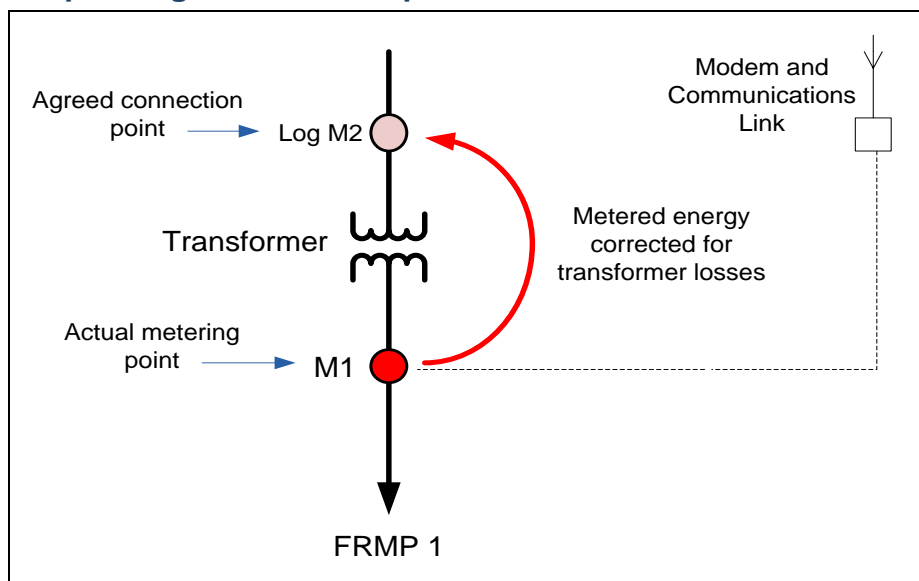 Agreed connection
point
Log M2
Modem and
Communications
Link
Transformer
Metered energy
corrected for
transformer losses
Actual metering
point
M1
FRMP 1